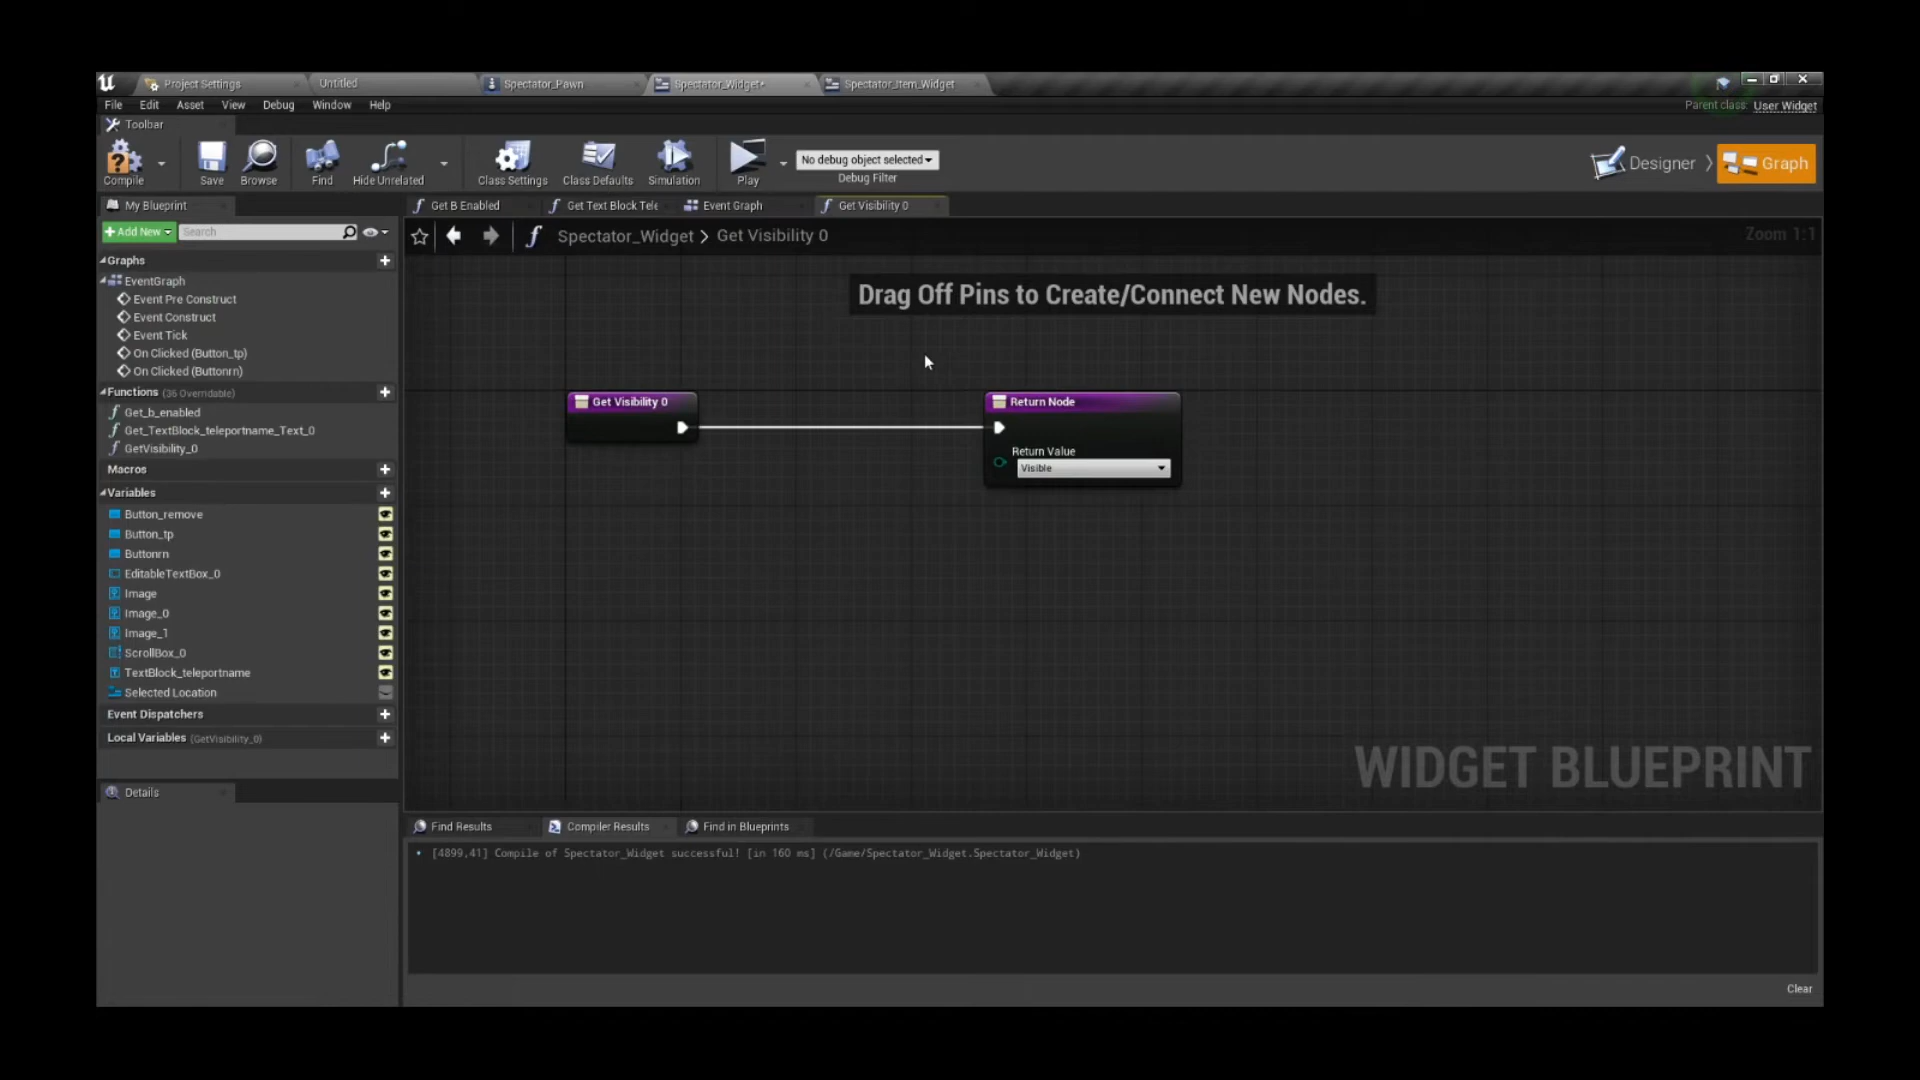 Project Settings
Untitled
Spectator_Pawn
Spectator_Widget*
Spectator_Item_Widget
File Edit Asset View Debug Window Help
Parent class: User Widget
Toolbar
Compile
Save
Browse
Find
Hide Unrelated
Class Settings
Class Defaults
Simulation
Play
No debug object selected
Debug Filter
Designer
Graph
My Blueprint
Get B Enabled
Get Text Block Tele
Event Graph
Get Visibility 0
Add New
Search
Spectator_Widget > Get Visibility 0
Zoom 1:1
Graphs
EventGraph
Event Pre Construct
Event Construct
Event Tick
On Clicked (Button_tp)
On Clicked (Buttonrn)
Functions (36 Overridable)
Get_b_enabled
Get_TextBlock_teleportname_Text_0
GetVisibility_0
Macros
Variables
Button_remove
Button_tp
Buttonrn
EditableTextBox_0
Image
Image_0
Image_1
ScrollBox_0
TextBlock_teleportname
Selected Location
Event Dispatchers
Local Variables (GetVisibility_0)
Details
Drag Off Pins to Create/Connect New Nodes.
Get Visibility 0
Return Node
Return Value
Visible
WIDGET BLUEPRINT
Find Results
Compiler Results
Find in Blueprints
[4899,41] Compile of Spectator_Widget successful! [in 160 ms] (/Game/Spectator_Widget.Spectator_Widget)
Clear